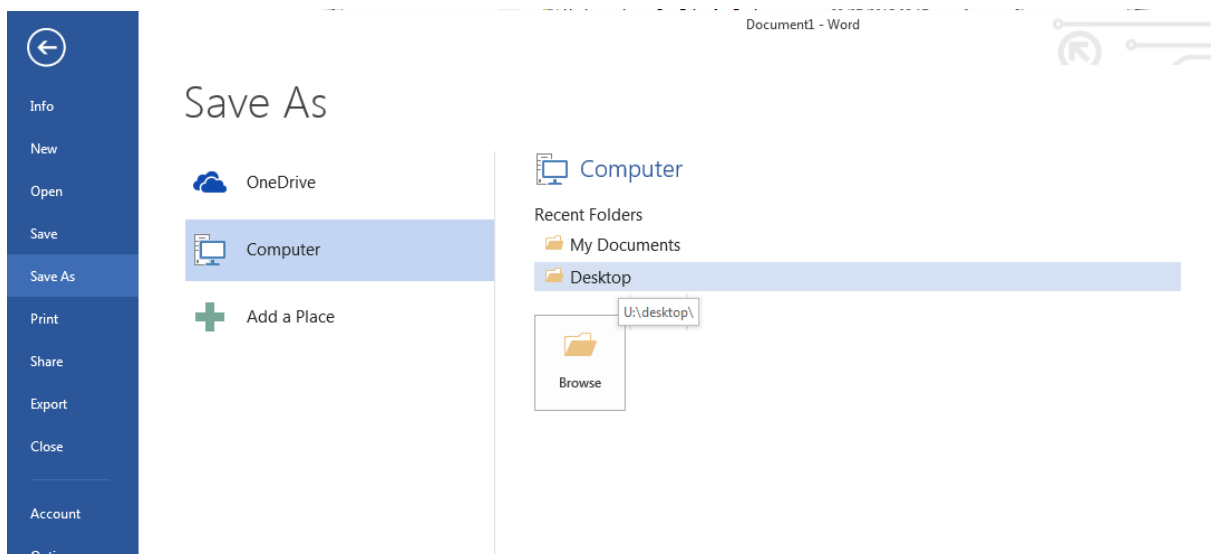 Document1 - Word
Info
New
Open
Save
Save As
Print
Share
Export
Close
Account
Save As
OneDrive
Computer
Add a Place
Computer
Recent Folders
My Documents
Desktop
U:\desktop\
Browse